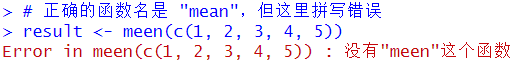 > # 正确的函数名是 "mean"，但这里拼写错误
> result <- meen(c(1, 2, 3, 4, 5))
Error in meen(c(1, 2, 3, 4, 5)) : 没有"meen"这个函数